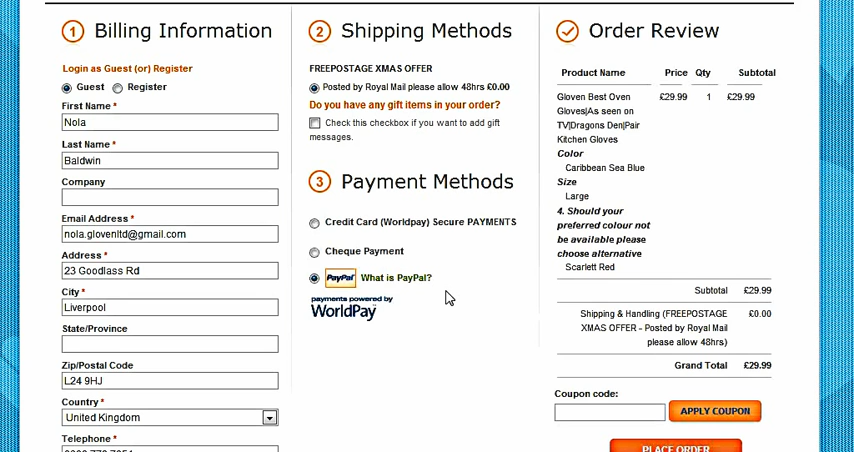 1 Billing Information
Login as Guest (or) Register
Guest Register
First Name *
Nola
Last Name *
Baldwin
Company
Email Address *
nola.glovenltd@gmail.com
Address *
23 Goodlass Rd
City *
Liverpool
State/Province
Zip/Postal Code
L24 9HJ
Country *
United Kingdom
Telephone *
2 Shipping Methods
FREEPOSTAGE XMAS OFFER
Posted by Royal Mail please allow 48hrs £0.00
Do you have any gift items in your order?
Check this checkbox if you want to add gift
messages.
3 Payment Methods
Credit Card (Worldpay) Secure PAYMENTS
Cheque Payment
PayPal What is PayPal?
payments powered by
WorldPay
Order Review
Product Name Price Qty Subtotal
Gloven Best Oven £29.99 1 £29.99
Gloves|As seen on
TV|Dragons Den|Pair
Kitchen Gloves
Color
Caribbean Sea Blue
Size
Large
4. Should your
preferred colour not
be available please
choose alternative
Scarlett Red
Subtotal £29.99
Shipping & Handling (FREEPOSTAGE £0.00
XMAS OFFER - Posted by Royal Mail
please allow 48hrs)
Grand Total £29.99
Coupon code:
APPLY COUPON
PLACE ORDER